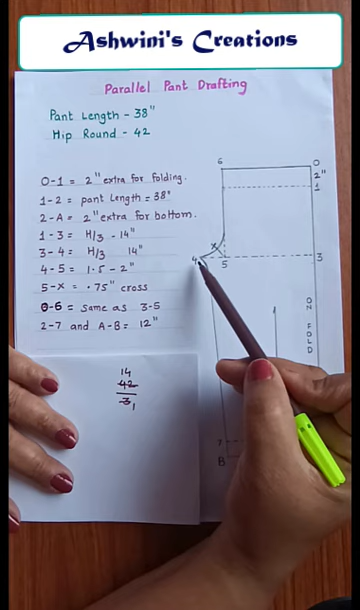 Ashwini's Creations
Parallel Pant Drafting
Pant Length - 38"
Hip Round - 42
0-1 = 2" extra for folding.
1-2 = pant Length = 38"
2-A = 2" extra for bottom.
1-3 = H/3 - 14"
3-4 = H/3 14"
4-5 = 1.5 - 2"
5-x = .75" cross
0-6 = same as 3-5
2-7 and A-B = 12"
14
42
3 1
6 0
2"
1
x
4 5 3
ON FOLD
7
B